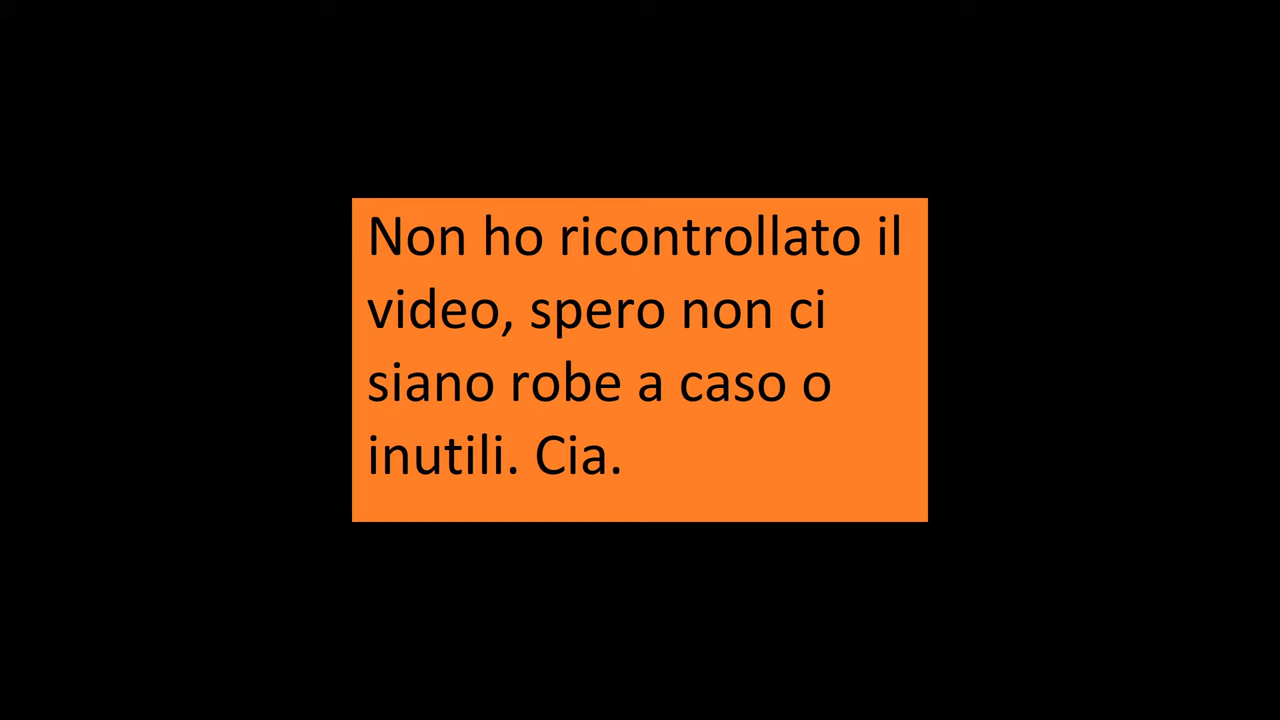 Non ho ricontrollato il
video, spero non ci
siano robe a caso o
inutili. Cia.